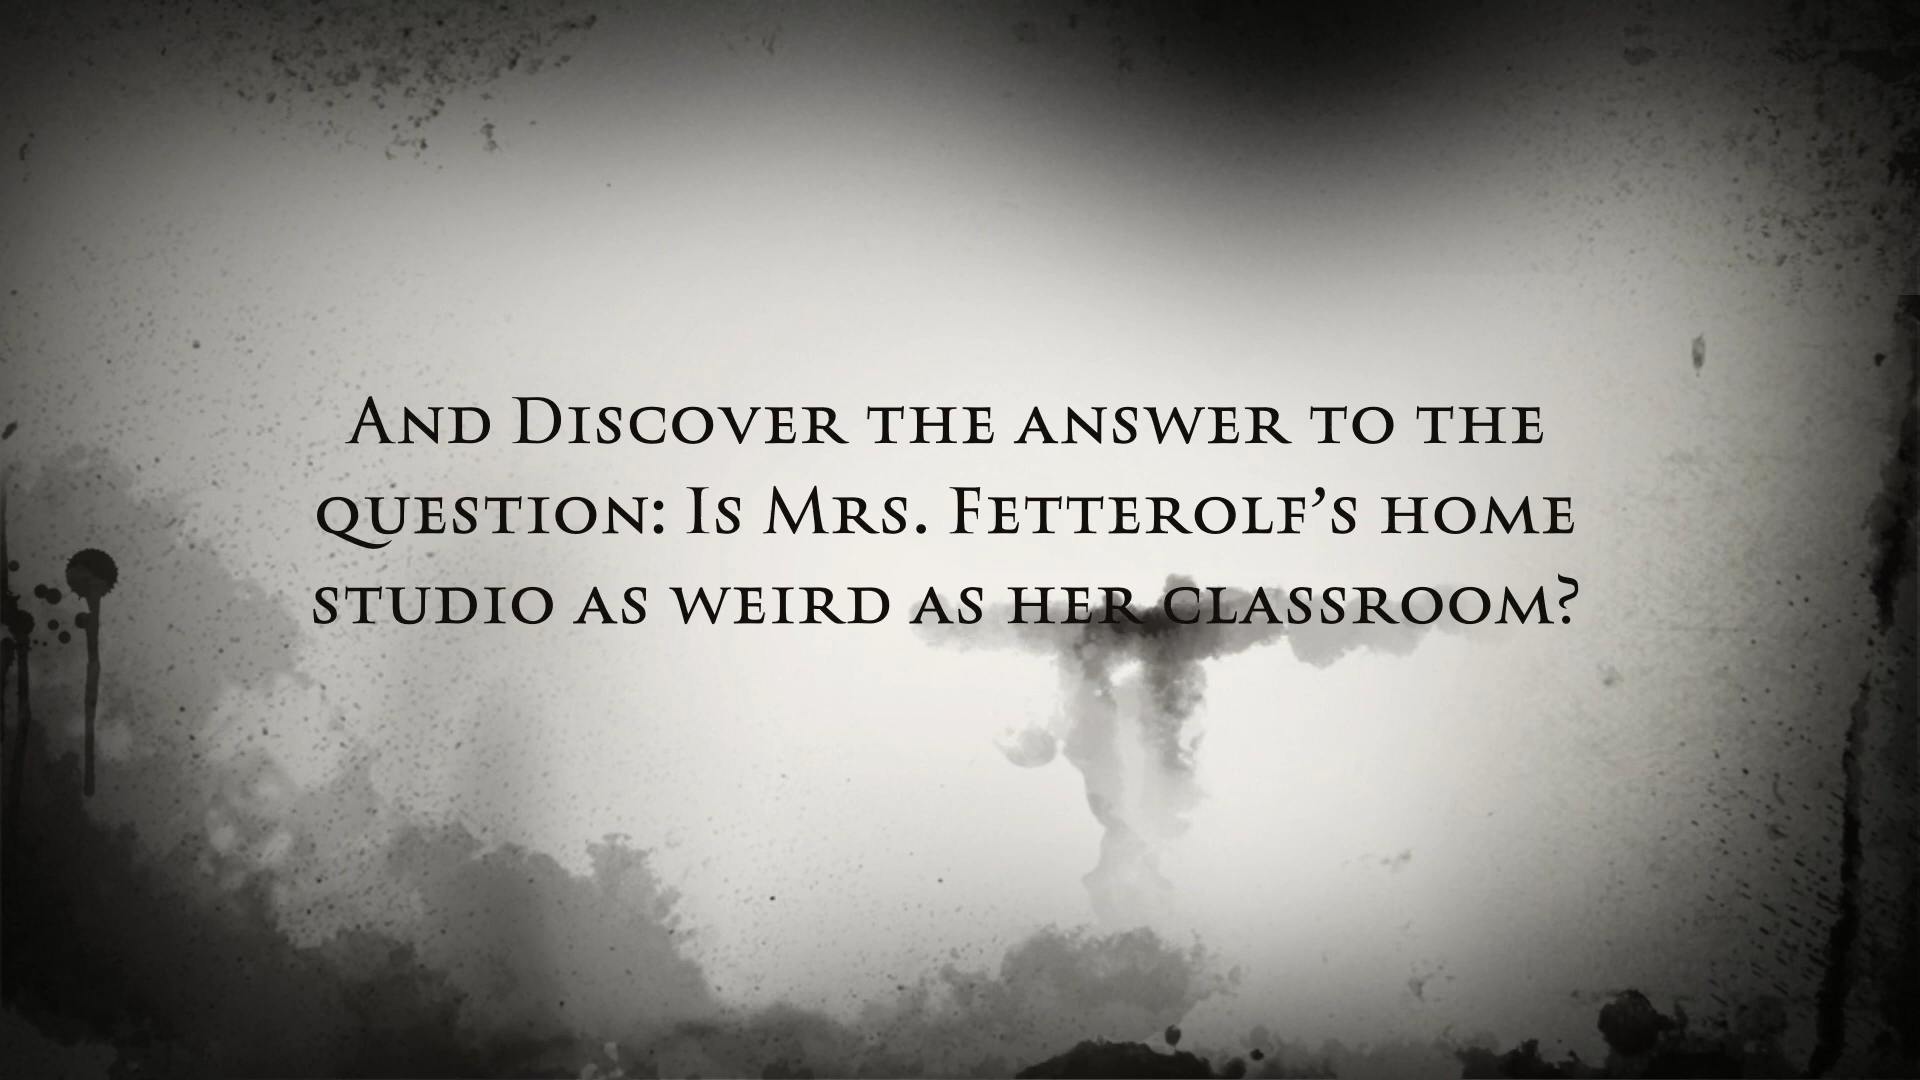 And Discover the answer to the
question: Is Mrs. Fetterolf’s home
studio as weird as her classroom?